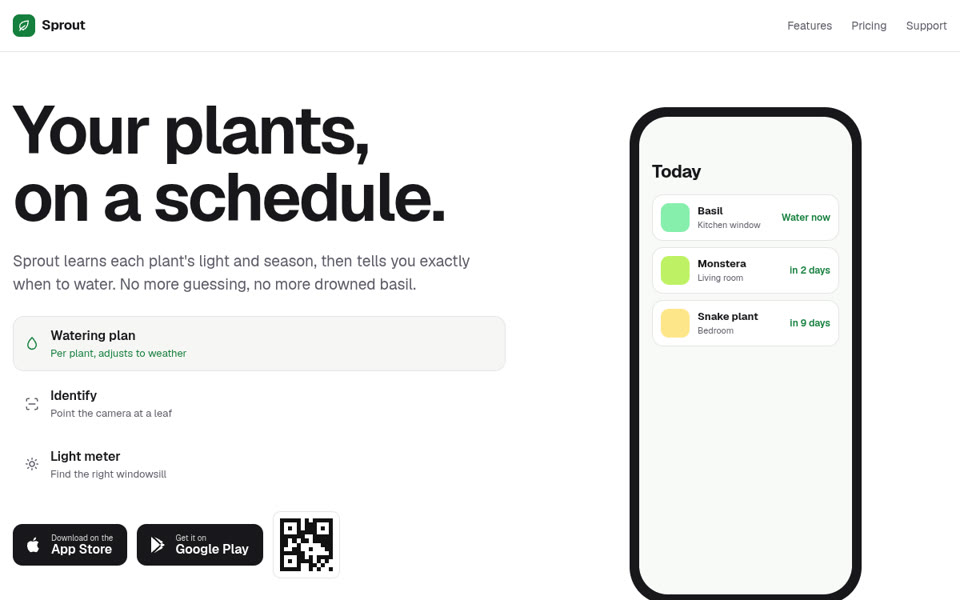 Sprout
Features
Pricing
Support
Your plants,
on a schedule.
Sprout learns each plant's light and season, then tells you exactly
when to water. No more guessing, no more drowned basil.
Watering plan
Per plant, adjusts to weather
Identify
Point the camera at a leaf
Light meter
Find the right windowsill
Download on the
App Store
Get it on
Google Play
Today
Basil
Kitchen window
Water now
Monstera
Living room
in 2 days
Snake plant
Bedroom
in 9 days